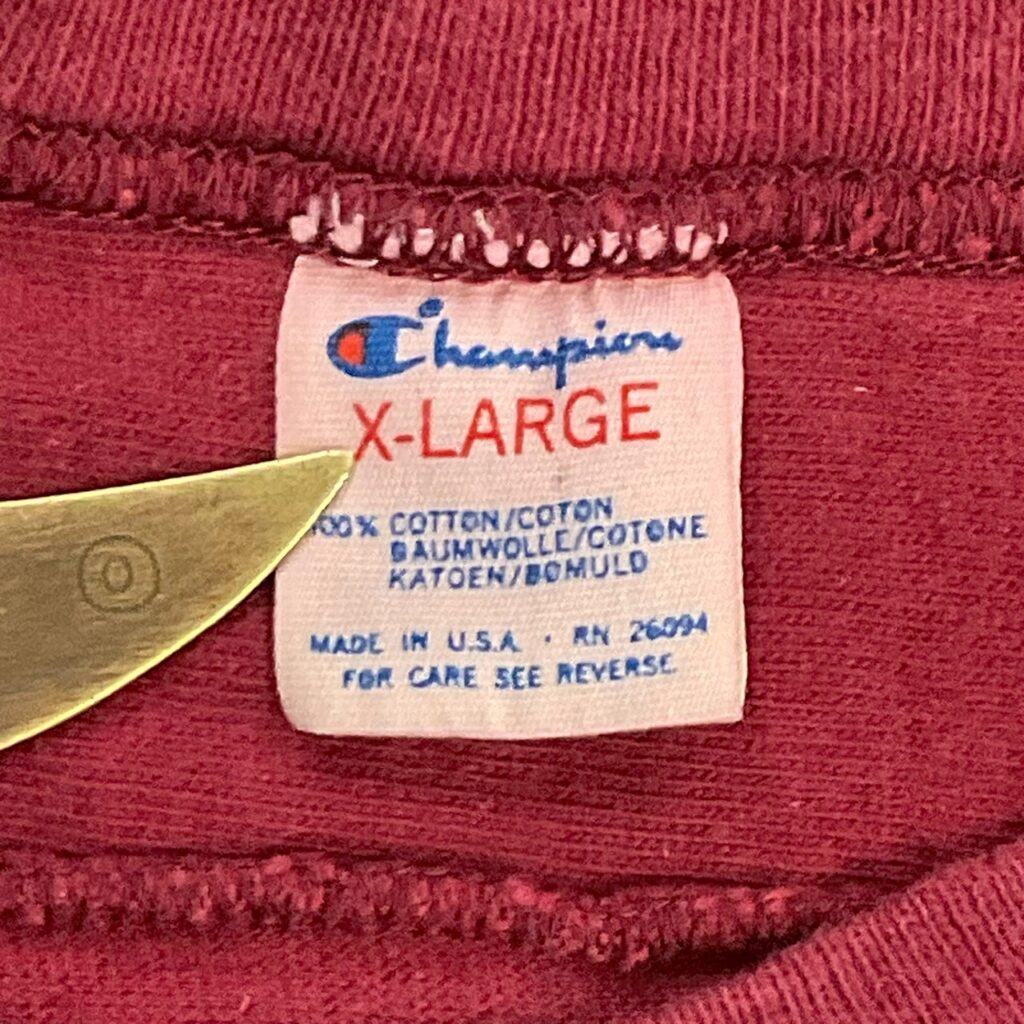 Champion
X-LARGE
100% COTTON/COTON
BAUMWOLLE/COTONE
KATOEN/BOMULD
MADE IN U.S.A. · RN 26094
FOR CARE SEE REVERSE
O